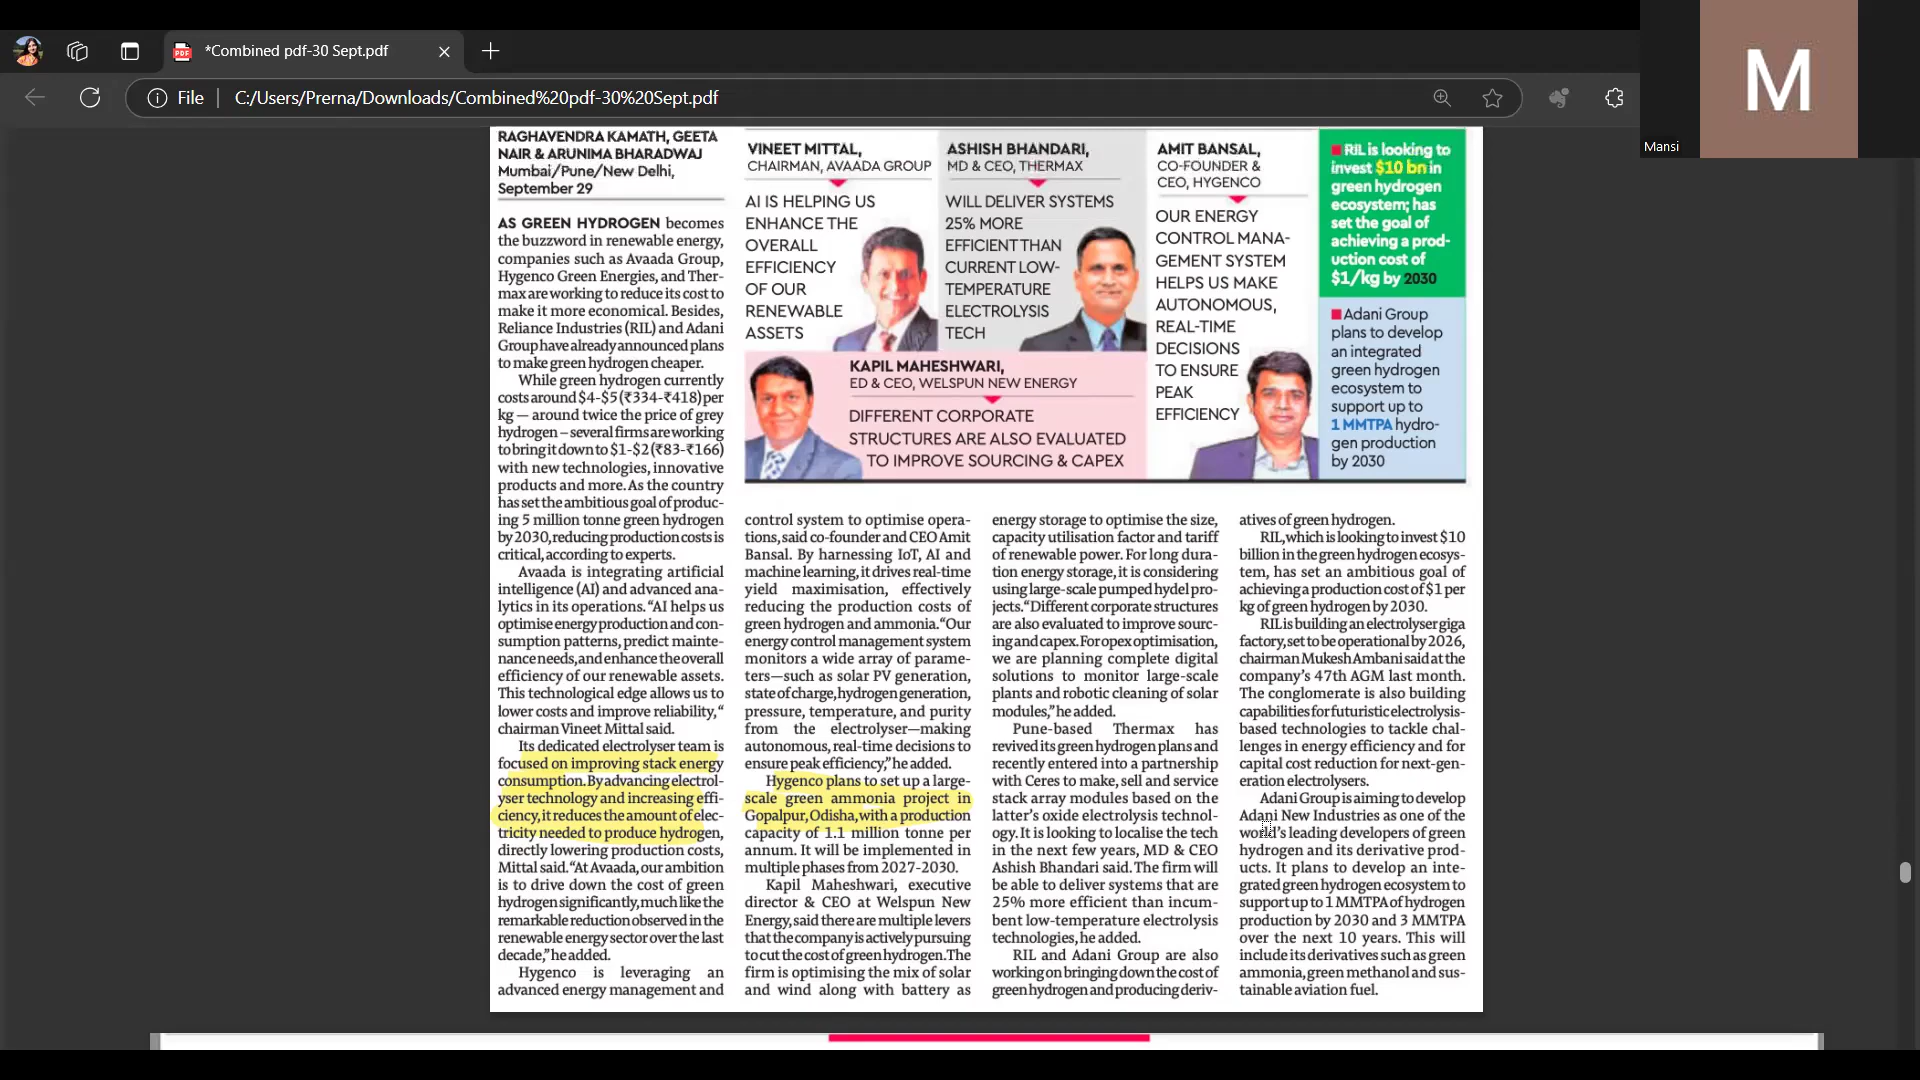 *Combined pdf-30 Sept.pdf
File
C:/Users/Prerna/Downloads/Combined%20pdf-30%20Sept.pdf
M
Mansi
RAGHAVENDRA KAMATH, GEETA
NAIR & ARUNIMA BHARADWAJ
Mumbai/Pune/New Delhi,
September 29
AS GREEN HYDROGEN becomes
the buzzword in renewable energy,
companies such as Avaada Group,
Hygenco Green Energies, and Ther-
max are working to reduce its cost to
make it more economical. Besides,
Reliance Industries (RIL) and Adani
Group have already announced plans
to make green hydrogen cheaper.
While green hydrogen currently
costs around $4-$5 (₹334-₹418) per
kg — around twice the price of grey
hydrogen – several firms are working
to bring it down to $1-$2 (₹83-₹166)
with new technologies, innovative
products and more. As the country
has set the ambitious goal of produc-
ing 5 million tonne green hydrogen
by 2030, reducing production costs is
critical, according to experts.
Avaada is integrating artificial
intelligence (AI) and advanced ana-
lytics in its operations. “AI helps us
optimise energy production and con-
sumption patterns, predict mainte-
nance needs, and enhance the overall
efficiency of our renewable assets.
This technological edge allows us to
lower costs and improve reliability,“
chairman Vineet Mittal said.
Its dedicated electrolyser team is
focused on improving stack energy
consumption. By advancing electrol-
yser technology and increasing effi-
ciency, it reduces the amount of elec-
tricity needed to produce hydrogen,
directly lowering production costs,
Mittal said. “At Avaada, our ambition
is to drive down the cost of green
hydrogen significantly, much like the
remarkable reduction observed in the
renewable energy sector over the last
decade,” he added.
Hygenco is leveraging an
advanced energy management and
VINEET MITTAL,
CHAIRMAN, AVAADA GROUP
AI IS HELPING US
ENHANCE THE
OVERALL
EFFICIENCY
OF OUR
RENEWABLE
ASSETS
ASHISH BHANDARI,
MD & CEO, THERMAX
WILL DELIVER SYSTEMS
25% MORE
EFFICIENT THAN
CURRENT LOW-
TEMPERATURE
ELECTROLYSIS
TECH
AMIT BANSAL,
CO-FOUNDER &
CEO, HYGENCO
OUR ENERGY
CONTROL MANA-
GEMENT SYSTEM
HELPS US MAKE
AUTONOMOUS,
REAL-TIME
DECISIONS
TO ENSURE
PEAK
EFFICIENCY
KAPIL MAHESHWARI,
ED & CEO, WELSPUN NEW ENERGY
DIFFERENT CORPORATE
STRUCTURES ARE ALSO EVALUATED
TO IMPROVE SOURCING & CAPEX
RIL is looking to
invest $10 bn in
green hydrogen
ecosystem; has
set the goal of
achieving a prod-
uction cost of
$1/kg by 2030
Adani Group
plans to develop
an integrated
green hydrogen
ecosystem to
support up to
1 MMTPA hydro-
gen production
by 2030
control system to optimise opera-
tions, said co-founder and CEO Amit
Bansal. By harnessing IoT, AI and
machine learning, it drives real-time
yield maximisation, effectively
reducing the production costs of
green hydrogen and ammonia. “Our
energy control management system
monitors a wide array of parame-
ters—such as solar PV generation,
state of charge, hydrogen generation,
pressure, temperature, and purity
from the electrolyser—making
autonomous, real-time decisions to
ensure peak efficiency,” he added.
Hygenco plans to set up a large-
scale green ammonia project in
Gopalpur, Odisha, with a production
capacity of 1.1 million tonne per
annum. It will be implemented in
multiple phases from 2027-2030.
Kapil Maheshwari, executive
director & CEO at Welspun New
Energy, said there are multiple levers
that the company is actively pursuing
to cut the cost of green hydrogen. The
firm is optimising the mix of solar
and wind along with battery as
energy storage to optimise the size,
capacity utilisation factor and tariff
of renewable power. For long dura-
tion energy storage, it is considering
using large-scale pumped hydel pro-
jects. “Different corporate structures
are also evaluated to improve sourc-
ing and capex. For opex optimisation,
we are planning complete digital
solutions to monitor large-scale
plants and robotic cleaning of solar
modules,” he added.
Pune-based Thermax has
revived its green hydrogen plans and
recently entered into a partnership
with Ceres to make, sell and service
stack array modules based on the
latter’s oxide electrolysis technol-
ogy. It is looking to localise the tech
in the next few years, MD & CEO
Ashish Bhandari said. The firm will
be able to deliver systems that are
25% more efficient than incum-
bent low-temperature electrolysis
technologies, he added.
RIL and Adani Group are also
working on bringing down the cost of
green hydrogen and producing deriv-
atives of green hydrogen.
RIL, which is looking to invest $10
billion in the green hydrogen ecosys-
tem, has set an ambitious goal of
achieving a production cost of $1 per
kg of green hydrogen by 2030.
RIL is building an electrolyser giga
factory, set to be operational by 2026,
chairman Mukesh Ambani said at the
company’s 47th AGM last month.
The conglomerate is also building
capabilities for futuristic electrolysis-
based technologies to tackle chal-
lenges in energy efficiency and for
capital cost reduction for next-gen-
eration electrolysers.
Adani Group is aiming to develop
Adani New Industries as one of the
world’s leading developers of green
hydrogen and its derivative prod-
ucts. It plans to develop an inte-
grated green hydrogen ecosystem to
support up to 1 MMTPA of hydrogen
production by 2030 and 3 MMTPA
over the next 10 years. This will
include its derivatives such as green
ammonia, green methanol and sus-
tainable aviation fuel.